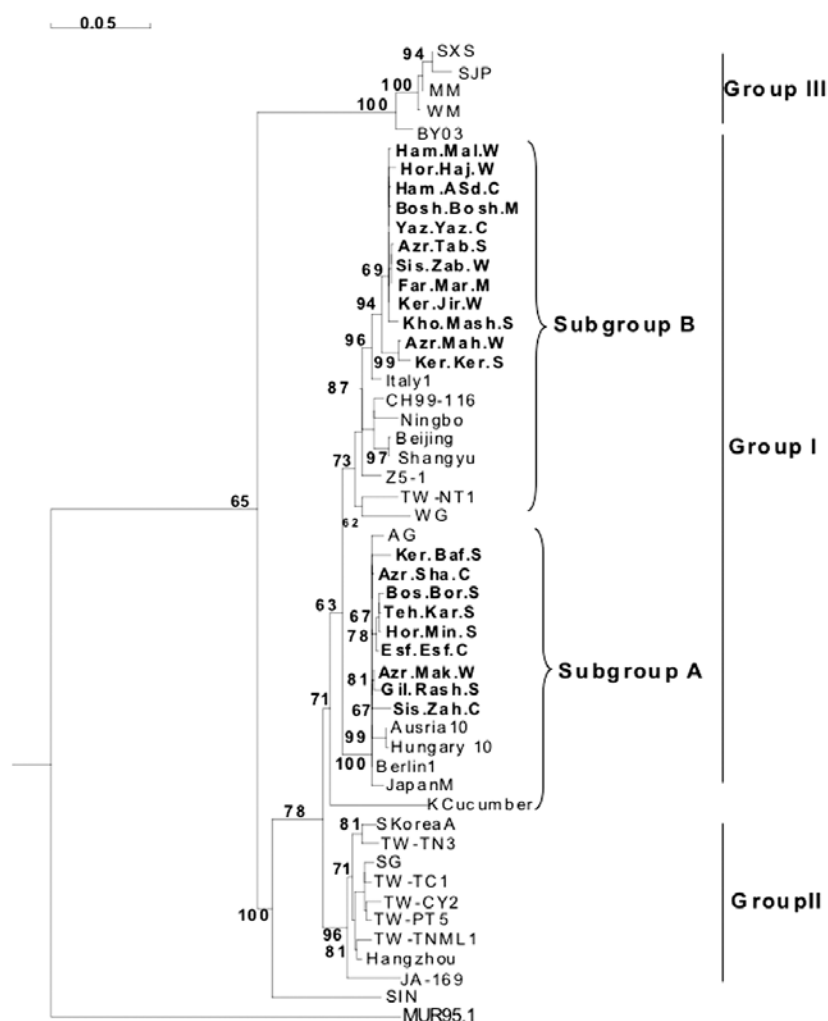 0.05
94
SXS
SJP
100
MM
Group III
100
WM
BY03
Ham.Mal.W
Hor.Haj.W
Ham.ASd.C
Bosh.Bosh.M
Yaz.Yaz.C
Azr.Tab.S
69
Sis.Zab.W
Far.Mar.M
94
Ker.Jir.W
Kho.Mash.S
Subgroup B
96
Azr.Mah.W
99
Ker.Ker.S
Italy1
87
CH99-116
Ningbo
Beijing
Group I
97
Shangyu
73
Z5-1
TW-NT1
65
WG
62
AG
Ker.Baf.S
Azr.Sha.C
Bos.Bor.S
63
67
Teh.Kar.S
78
Hor.Min.S
Esf.Esf.C
Subgroup A
81
Azr.Mak.W
Gil.Rash.S
71
67
Sis.Zah.C
Ausria10
99
Hungary 10
100
Berlin1
JapanM
KCucumber
78
81
SKoreaA
TW-TN3
71
SG
TW-TC1
TW-CY2
GroupII
100
TW-PT5
96
TW-TNML1
81
Hangzhou
JA-169
SIN
MUR95.1